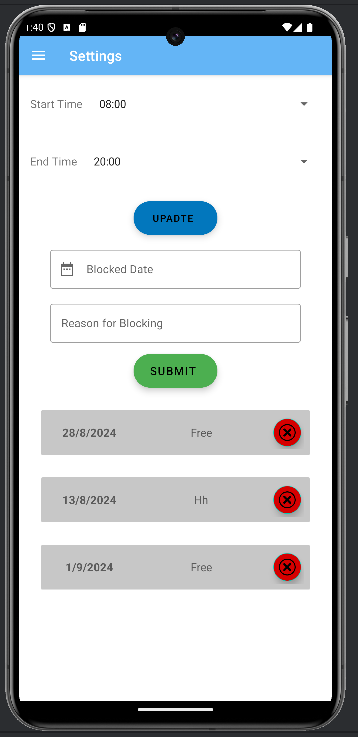 1:40
Settings
Start Time 08:00
End Time 20:00
UPADTE
Blocked Date
Reason for Blocking
SUBMIT
28/8/2024 Free
13/8/2024 Hh
1/9/2024 Free